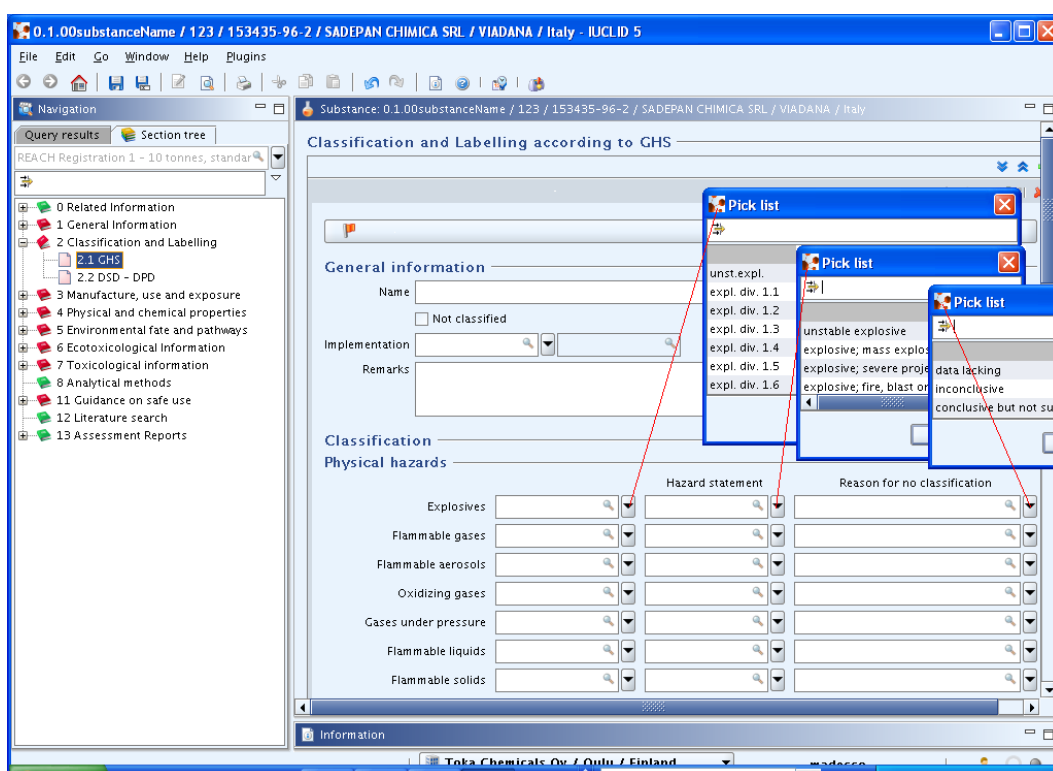 0.1.00substanceName / 123 / 153435-96-2 / SADEPAN CHIMICA SRL / VIADANA / Italy - IUCLID 5
File Edit Go Window Help Plugins
Navigation
Query results Section tree
REACH Registration 1 - 10 tonnes, standar
0 Related Information
1 General Information
2 Classification and Labelling
2.1 GHS
2.2 DSD - DPD
3 Manufacture, use and exposure
4 Physical and chemical properties
5 Environmental fate and pathways
6 Ecotoxicological Information
7 Toxicological information
8 Analytical methods
11 Guidance on safe use
12 Literature search
13 Assessment Reports
Substance: 0.1.00substanceName / 123 / 153435-96-2 / SADEPAN CHIMICA SRL / VIADANA / Italy
Classification and Labelling according to GHS
General information
Name
Not classified
Implementation
Remarks
Pick list
unst.expl.
expl. div. 1.1
expl. div. 1.2
expl. div. 1.3
expl. div. 1.4
expl. div. 1.5
expl. div. 1.6
Pick list
unstable explosive
explosive; mass explos
explosive; severe proje
explosive; fire, blast or
Pick list
data lacking
inconclusive
conclusive but not su
Classification
Physical hazards
Hazard statement Reason for no classification
Explosives
Flammable gases
Flammable aerosols
Oxidizing gases
Gases under pressure
Flammable liquids
Flammable solids
Information
Toka Chemicals Oy / Oulu / Finland